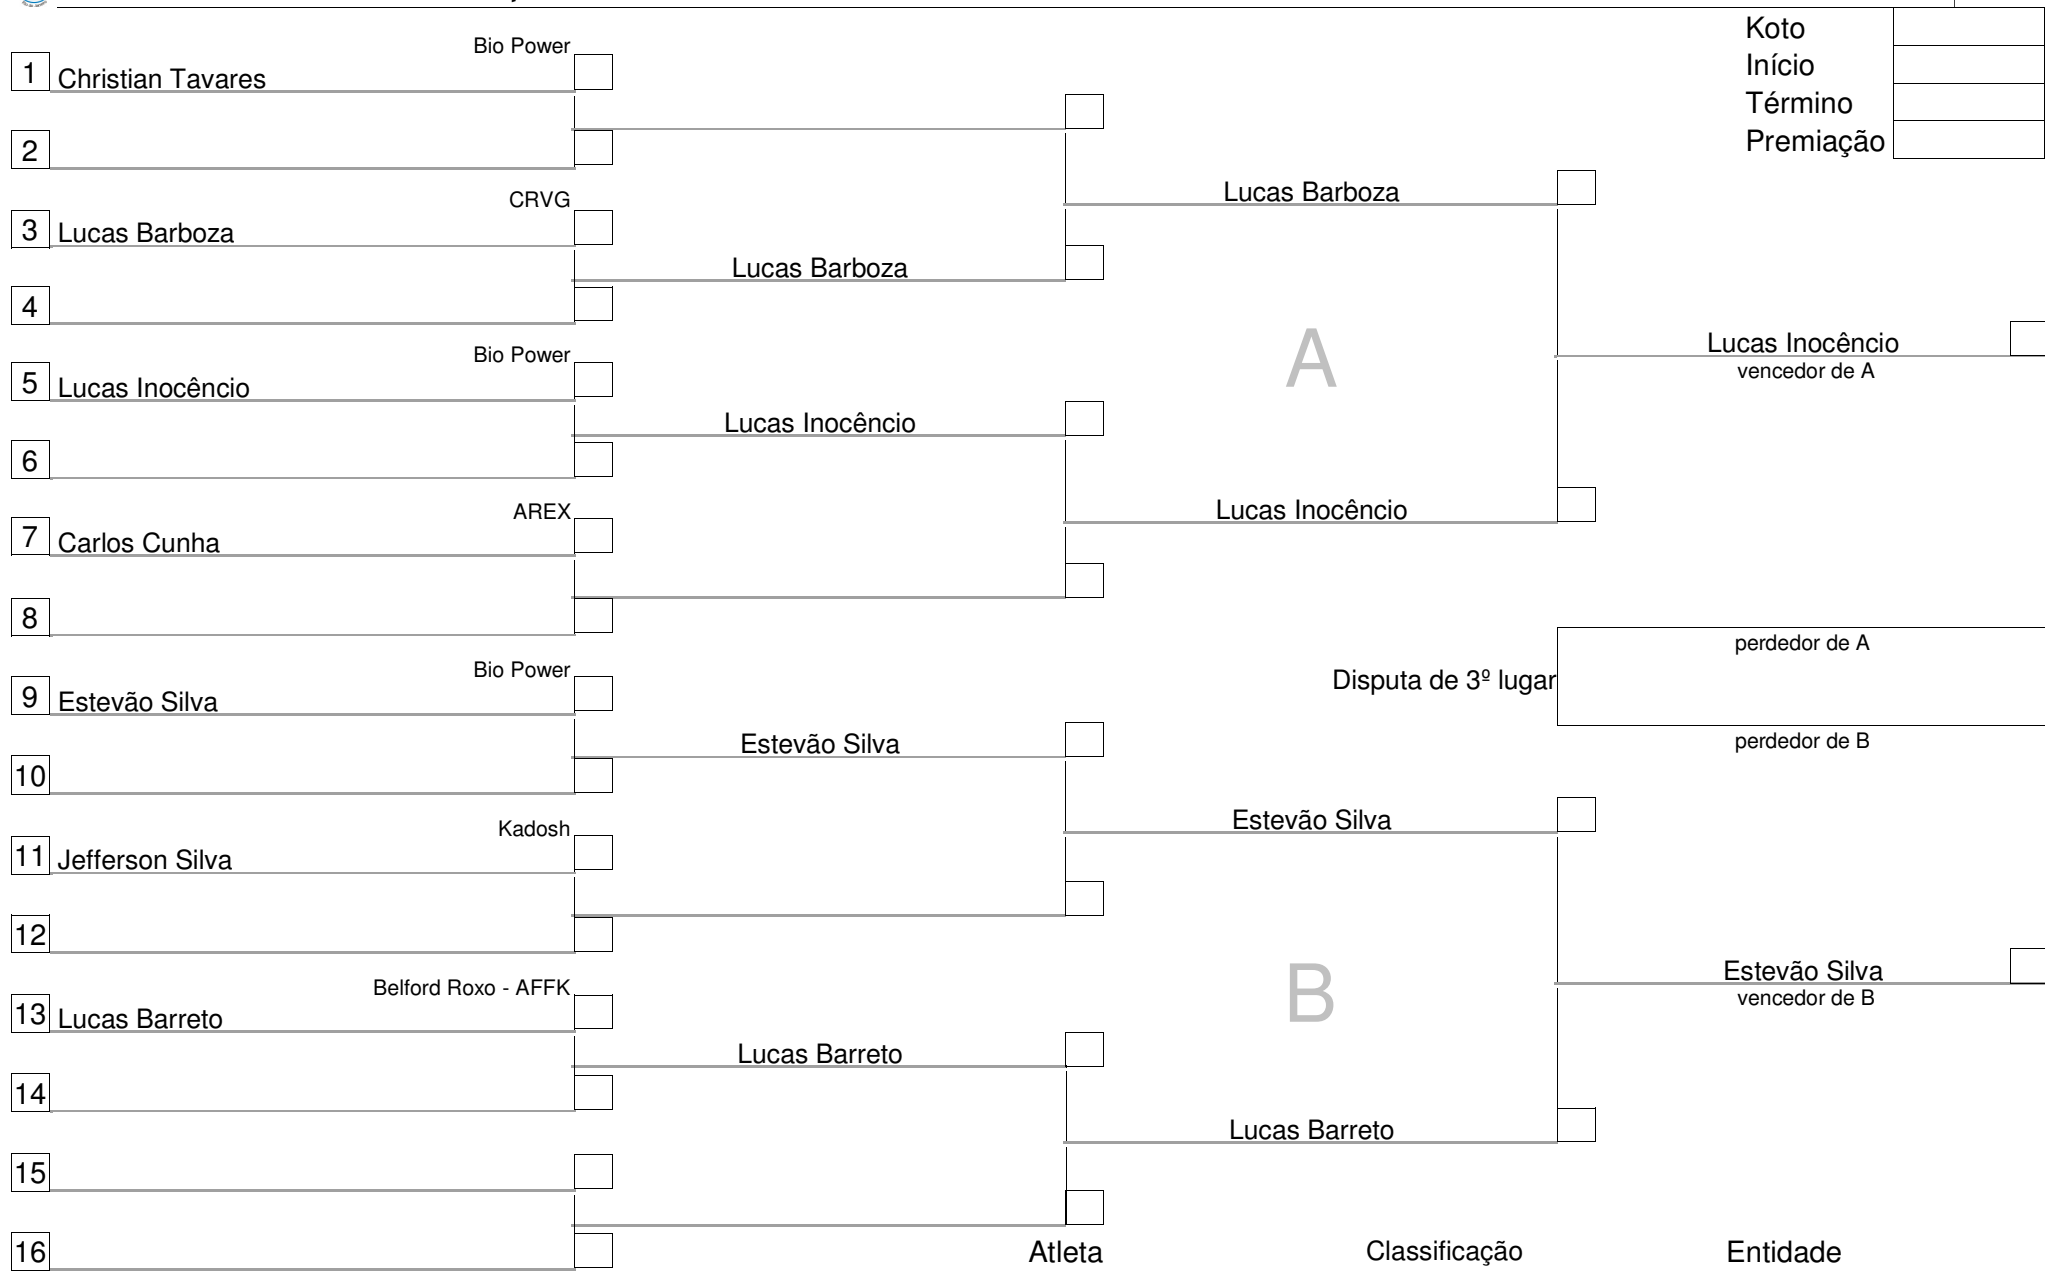 Koto
Início
Término
Premiação
Bio Power
1 Christian Tavares
2
CRVG
3 Lucas Barboza
4
Bio Power
5 Lucas Inocêncio
6
AREX
7 Carlos Cunha
8
Bio Power
9 Estevão Silva
10
Kadosh
11 Jefferson Silva
12
Belford Roxo - AFFK
13 Lucas Barreto
14
15
16
Lucas Barboza
Lucas Inocêncio
Estevão Silva
Lucas Barreto
Lucas Barboza
A
Lucas Inocêncio
Estevão Silva
B
Lucas Barreto
Lucas Inocêncio
vencedor de A
Disputa de 3º lugar
perdedor de A
perdedor de B
Estevão Silva
vencedor de B
Atleta Classificação Entidade